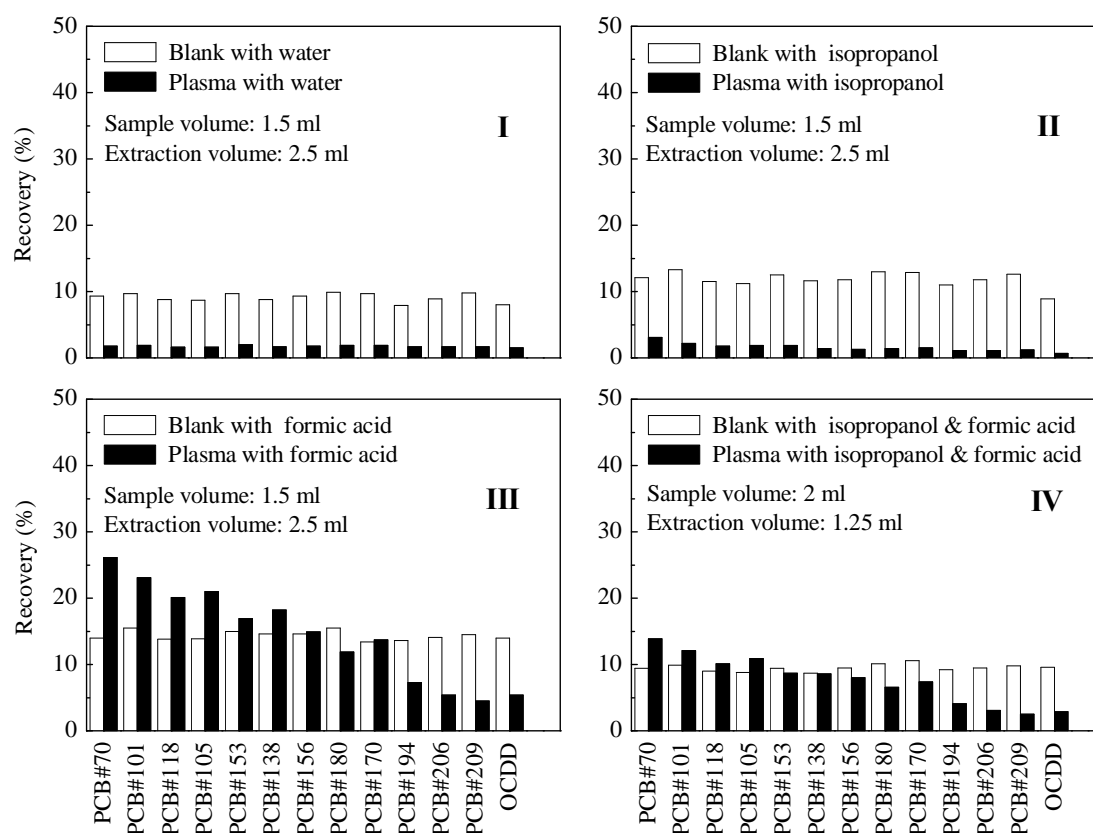 50
40
30
20
10
0
Recovery (%)
Blank with water
Plasma with water
Sample volume: 1.5 ml
Extraction volume: 2.5 ml
I
50
40
30
20
10
0
Blank with isopropanol
Plasma with isopropanol
Sample volume: 1.5 ml
Extraction volume: 2.5 ml
II
50
40
30
20
10
0
Recovery (%)
Blank with formic acid
Plasma with formic acid
Sample volume: 1.5 ml
Extraction volume: 2.5 ml
III
PCB#70
PCB#101
PCB#118
PCB#105
PCB#153
PCB#138
PCB#156
PCB#180
PCB#170
PCB#194
PCB#206
PCB#209
OCDD
50
40
30
20
10
0
Blank with isopropanol & formic acid
Plasma with isopropanol & formic acid
Sample volume: 2 ml
Extraction volume: 1.25 ml
IV
PCB#70
PCB#101
PCB#118
PCB#105
PCB#153
PCB#138
PCB#156
PCB#180
PCB#170
PCB#194
PCB#206
PCB#209
OCDD